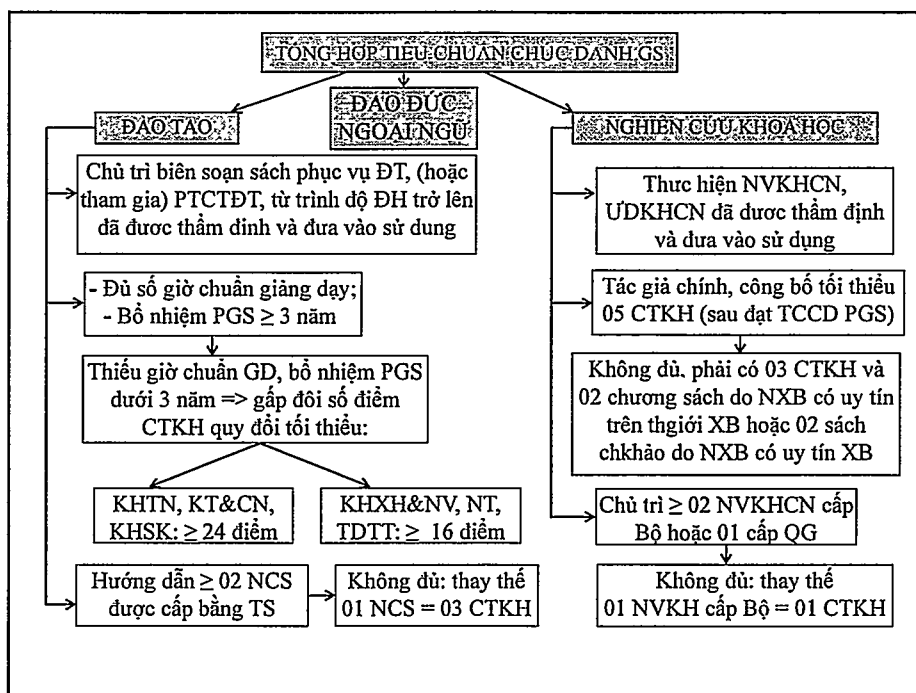 TỔNG HỢP TIÊU CHUẨN CHỨC DANH GS
ĐÀO TẠO
ĐẠO ĐỨC
NGOẠI NGỮ
NGHIÊN CỨU KHOA HỌC
Chủ trì biên soạn sách phục vụ ĐT, (hoặc
tham gia) PTCTĐT, từ trình độ ĐH trở lên
đã được thẩm định và đưa vào sử dụng
- Đủ số giờ chuẩn giảng dạy;
- Bổ nhiệm PGS ≥ 3 năm
Thiếu giờ chuẩn GD, bổ nhiệm PGS
dưới 3 năm => gấp đôi số điểm
CTKH quy đổi tối thiểu:
KHTN, KT&CN,
KHSK: ≥ 24 điểm
KHXH&NV, NT,
TDTT: ≥ 16 điểm
Hướng dẫn ≥ 02 NCS
được cấp bằng TS
Không đủ: thay thế
01 NCS = 03 CTKH
Thực hiện NVKHCN,
ƯDKHCN đã được thẩm định
và đưa vào sử dụng
Tác giả chính, công bố tối thiểu
05 CTKH (sau đạt TCCD PGS)
Không đủ, phải có 03 CTKH và
02 chương sách do NXB có uy tín
trên thgiới XB hoặc 02 sách
chkhảo do NXB có uy tín XB
Chủ trì ≥ 02 NVKHCN cấp
Bộ hoặc 01 cấp QG
Không đủ: thay thế
01 NVKH cấp Bộ = 01 CTKH